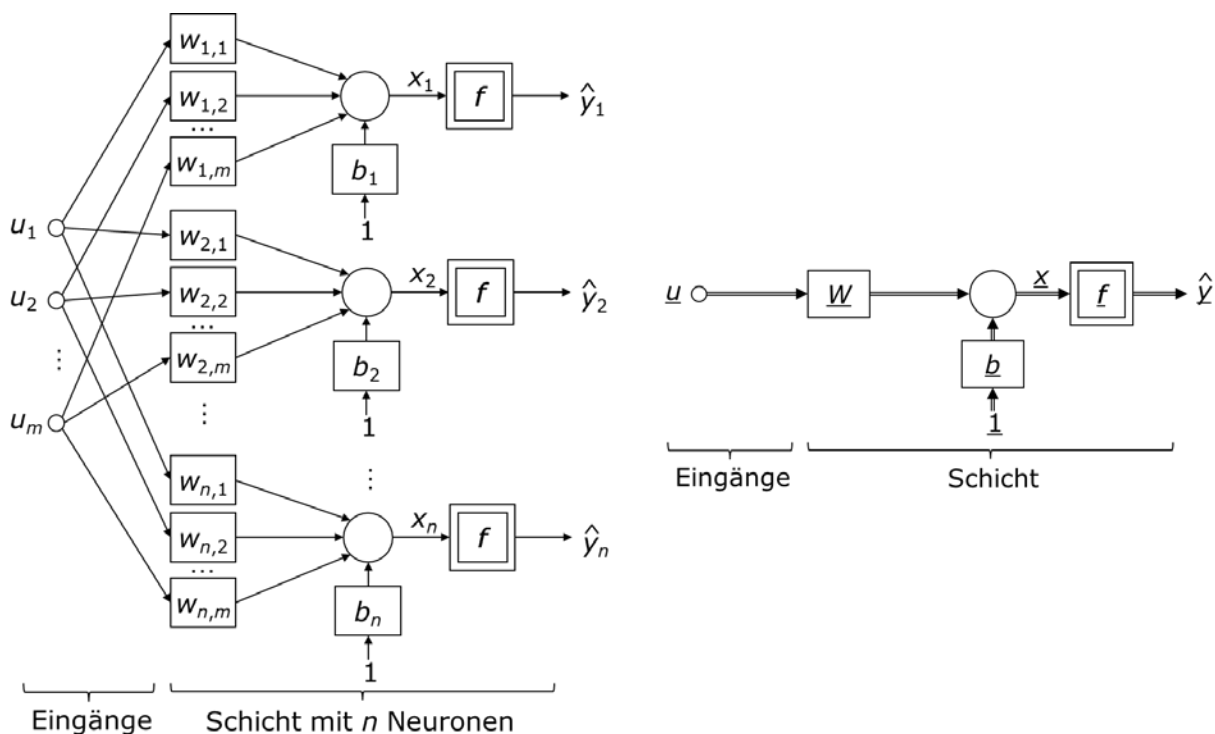 w1,1
x1
f
ŷ1
w1,2
...
w1,m
b1
1
u1
w2,1
x2
f
ŷ2
u2
w2,2
...
w2,m
b2
1
⋮
um
⋮
wn,1
⋮
xn
f
ŷn
wn,2
...
wn,m
bn
1
Eingänge
Schicht mit n Neuronen
u
W
x
f
ŷ
b
1
Eingänge
Schicht